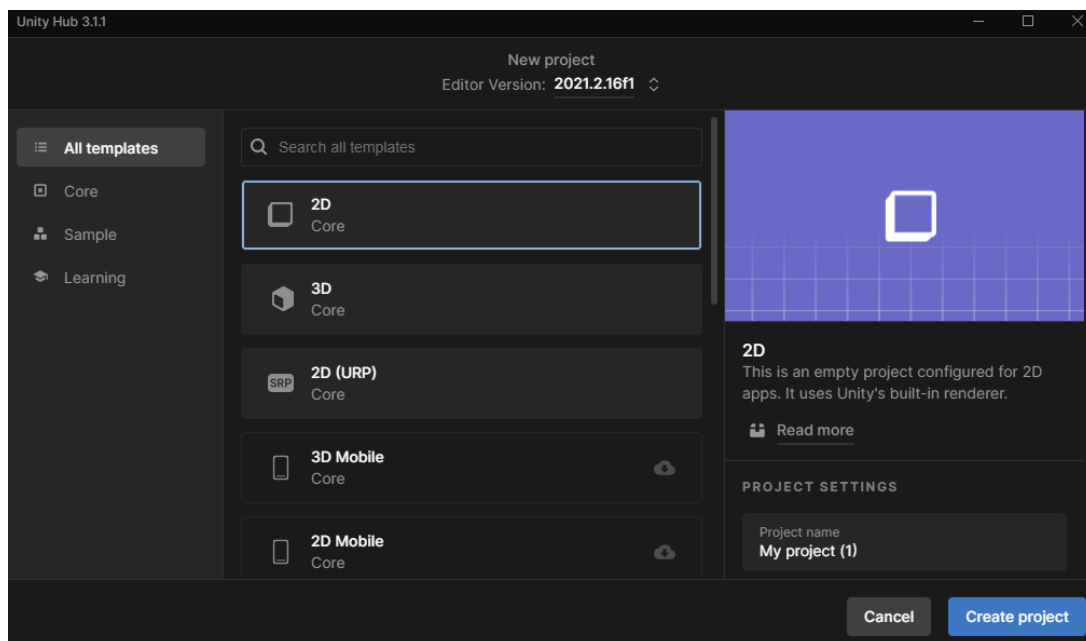 Unity Hub 3.1.1
New project
Editor Version: 2021.2.16f1
All templates
Core
Sample
Learning
Search all templates
2D
Core
3D
Core
SRP
2D (URP)
Core
3D Mobile
Core
2D Mobile
Core
2D
This is an empty project configured for 2D
apps. It uses Unity's built-in renderer.
Read more
PROJECT SETTINGS
Project name
My project (1)
Cancel
Create project